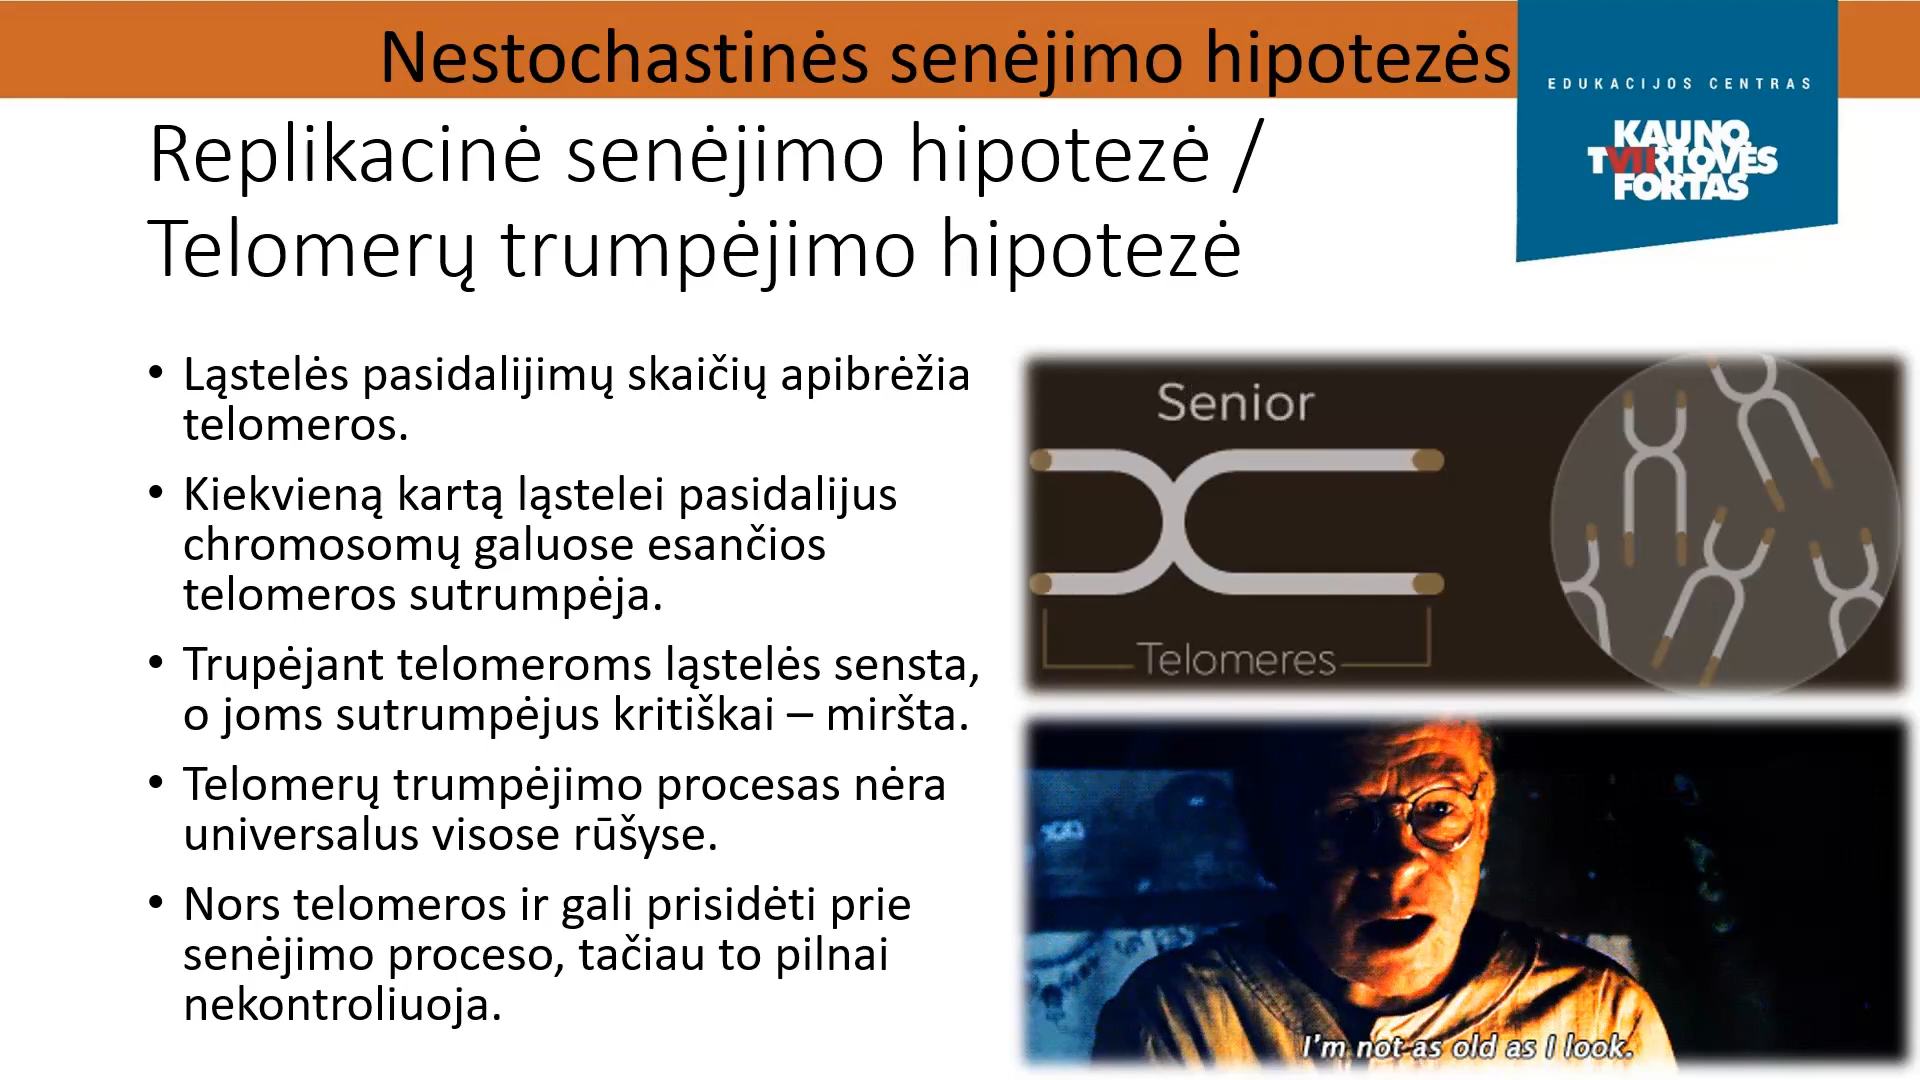 Nestochastinės senėjimo hipotezės
EDUKACIJOS CENTRAS
KAUNO
TVIRTOVĖS
FORTAS
Replikacinė senėjimo hipotezė /
Telomerų trumpėjimo hipotezė
• Ląstelės pasidalijimų skaičių apibrėžia
telomeros.
• Kiekvieną kartą ląstelei pasidalijus
chromosomų galuose esančios
telomeros sutrumpėja.
• Trupėjant telomeroms ląstelės sensta,
o joms sutrumpėjus kritiškai – miršta.
• Telomerų trumpėjimo procesas nėra
universalus visose rūšyse.
• Nors telomeros ir gali prisidėti prie
senėjimo proceso, tačiau to pilnai
nekontroliuoja.
Senior
Telomeres
I'm not as old as I look.